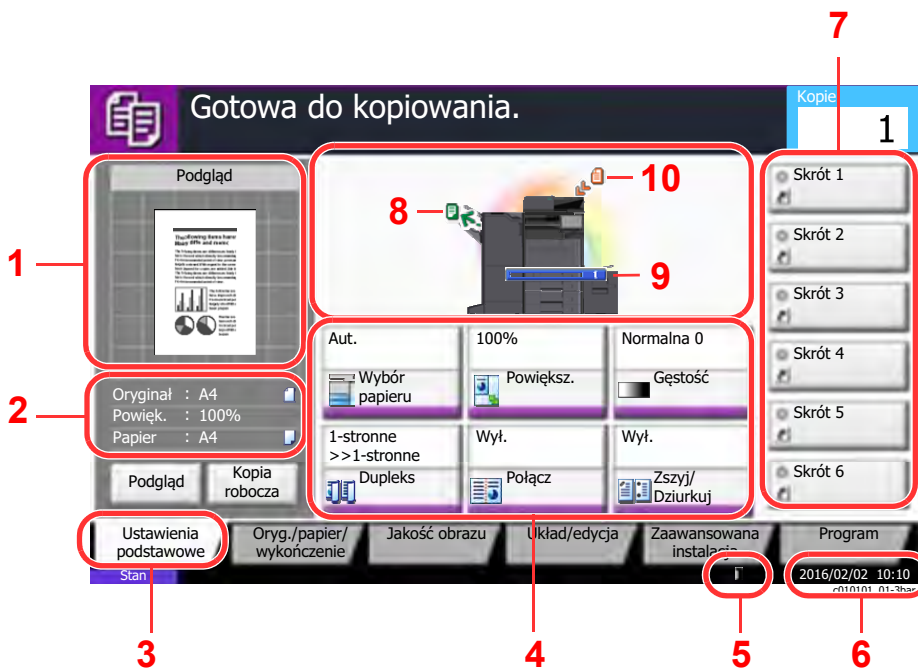 7
Gotowa do kopiowania.
Kopie
1
Podgląd
1
8
10
9
1
Skrót 1
Skrót 2
Skrót 3
Skrót 4
Skrót 5
Skrót 6
2
Oryginał : A4
Powięk. : 100%
Papier : A4
Podgląd
Kopia
robocza
Aut.
Wybór
papieru
100%
Powiększ.
Normalna 0
Gęstość
1-stronne
>>1-stronne
Dupleks
Wył.
Połącz
Wył.
Zszyj/
Dziurkuj
Ustawienia
podstawowe
Oryg./papier/
wykończenie
Jakość obrazu
Układ/edycja
Zaawansowana
instalacja
Program
Stan
2016/02/02 10:10
3
4
5
6